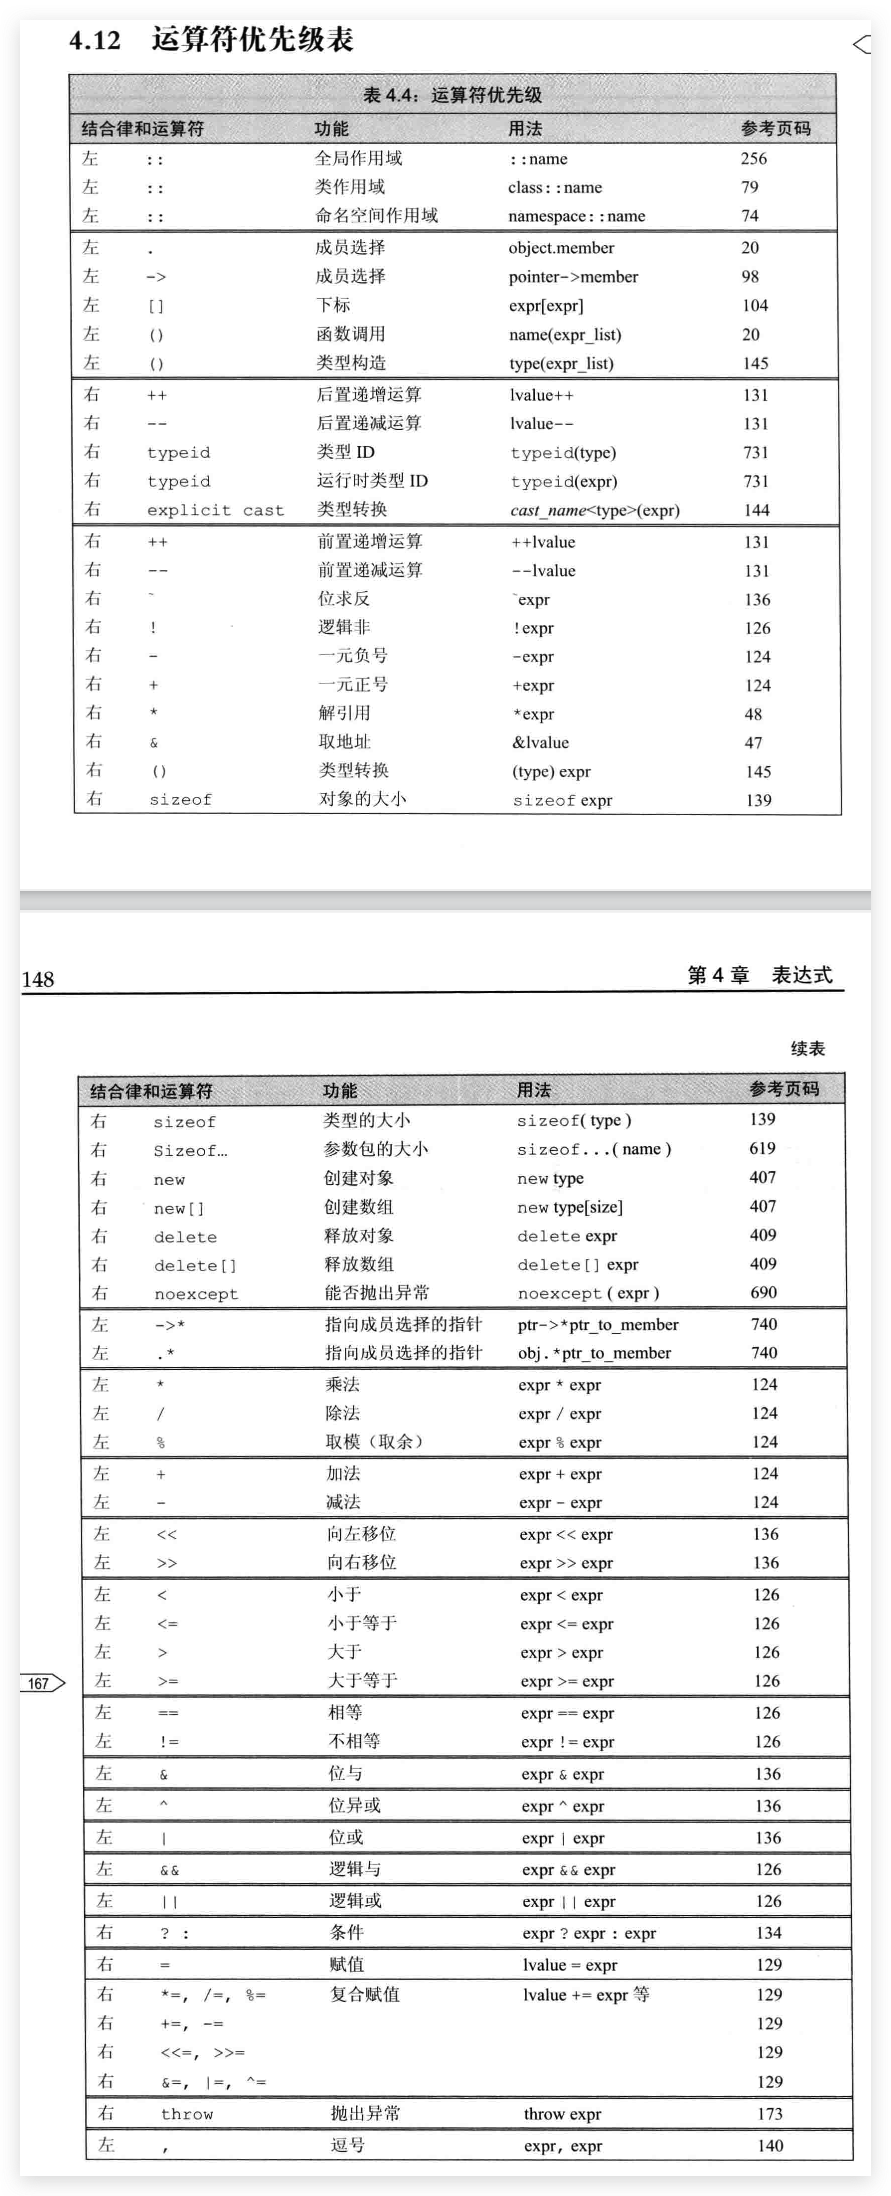 4.12 运算符优先级表
表 4.4：运算符优先级
结合律和运算符 功能 用法 参考页码
左 :: 全局作用域 ::name 256
左 :: 类作用域 class::name 79
左 :: 命名空间作用域 namespace::name 74
左 . 成员选择 object.member 20
左 -> 成员选择 pointer->member 98
左 [] 下标 expr[expr] 104
左 () 函数调用 name(expr_list) 20
左 () 类型构造 type(expr_list) 145
右 ++ 后置递增运算 lvalue++ 131
右 -- 后置递减运算 lvalue-- 131
右 typeid 类型 ID typeid(type) 731
右 typeid 运行时类型 ID typeid(expr) 731
右 explicit cast 类型转换 cast_name<type>(expr) 144
右 ++ 前置递增运算 ++lvalue 131
右 -- 前置递减运算 --lvalue 131
右 ~ 位求反 ~expr 136
右 ! 逻辑非 !expr 126
右 - 一元负号 -expr 124
右 + 一元正号 +expr 124
右 * 解引用 *expr 48
右 & 取地址 &lvalue 47
右 () 类型转换 (type) expr 145
右 sizeof 对象的大小 sizeof expr 139
148 第 4 章 表达式
续表
结合律和运算符 功能 用法 参考页码
右 sizeof 类型的大小 sizeof( type ) 139
右 Sizeof… 参数包的大小 sizeof...( name ) 619
右 new 创建对象 new type 407
右 new[] 创建数组 new type[size] 407
右 delete 释放对象 delete expr 409
右 delete[] 释放数组 delete[] expr 409
右 noexcept 能否抛出异常 noexcept ( expr ) 690
左 ->* 指向成员选择的指针 ptr->*ptr_to_member 740
左 .* 指向成员选择的指针 obj.*ptr_to_member 740
左 * 乘法 expr * expr 124
左 / 除法 expr / expr 124
左 % 取模（取余） expr % expr 124
左 + 加法 expr + expr 124
左 - 减法 expr - expr 124
左 << 向左移位 expr << expr 136
左 >> 向右移位 expr >> expr 136
左 < 小于 expr < expr 126
左 <= 小于等于 expr <= expr 126
左 > 大于 expr > expr 126
167 左 >= 大于等于 expr >= expr 126
左 == 相等 expr == expr 126
左 != 不相等 expr != expr 126
左 & 位与 expr & expr 136
左 ^ 位异或 expr ^ expr 136
左 | 位或 expr | expr 136
左 && 逻辑与 expr && expr 126
左 || 逻辑或 expr || expr 126
右 ? : 条件 expr ? expr : expr 134
右 = 赋值 lvalue = expr 129
右 *=, /=, %= 复合赋值 lvalue += expr 等 129
右 +=, -= 129
右 <<=, >>= 129
右 &=, |=, ^= 129
右 throw 抛出异常 throw expr 173
左 , 逗号 expr, expr 140